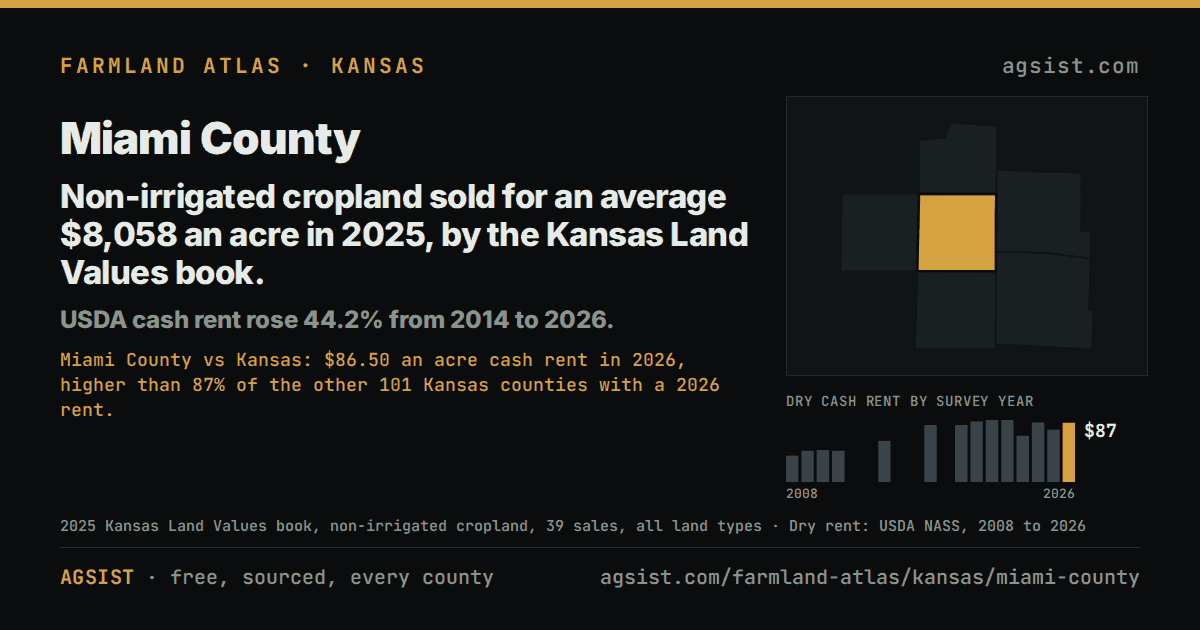 FARMLAND ATLAS · KANSAS
agsist.com
Miami County
Non-irrigated cropland sold for an average
$8,058 an acre in 2025, by the Kansas Land
Values book.
USDA cash rent rose 44.2% from 2014 to 2026.
Miami County vs Kansas: $86.50 an acre cash rent in 2026,
higher than 87% of the other 101 Kansas counties with a 2026
rent.
DRY CASH RENT BY SURVEY YEAR
$87
2008
2026
2025 Kansas Land Values book, non-irrigated cropland, 39 sales, all land types · Dry rent: USDA NASS, 2008 to 2026
AGSIST · free, sourced, every county
agsist.com/farmland-atlas/kansas/miami-county